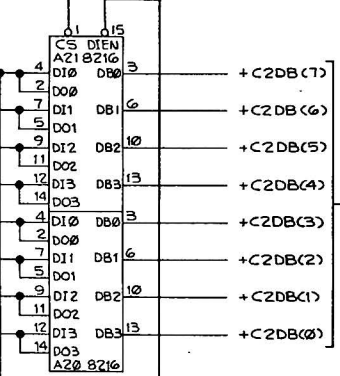 1 15
CS DIEN
A21 8216
4 DIØ DBØ 3 +C2DB(7)
2 DOØ
7 DI1 DB1 6 +C2DB(6)
5 DO1
9 DI2 DB2 10 +C2DB(5)
11 DO2
12 DI3 DB3 13 +C2DB(4)
14 DO3
4 DIØ DBØ 3 +C2DB(3)
2 DOØ
7 DI1 DB1 6 +C2DB(2)
5 DO1
9 DI2 DB2 10 +C2DB(1)
11 DO2
12 DI3 DB3 13 +C2DB(Ø)
14 DO3
A20 8216